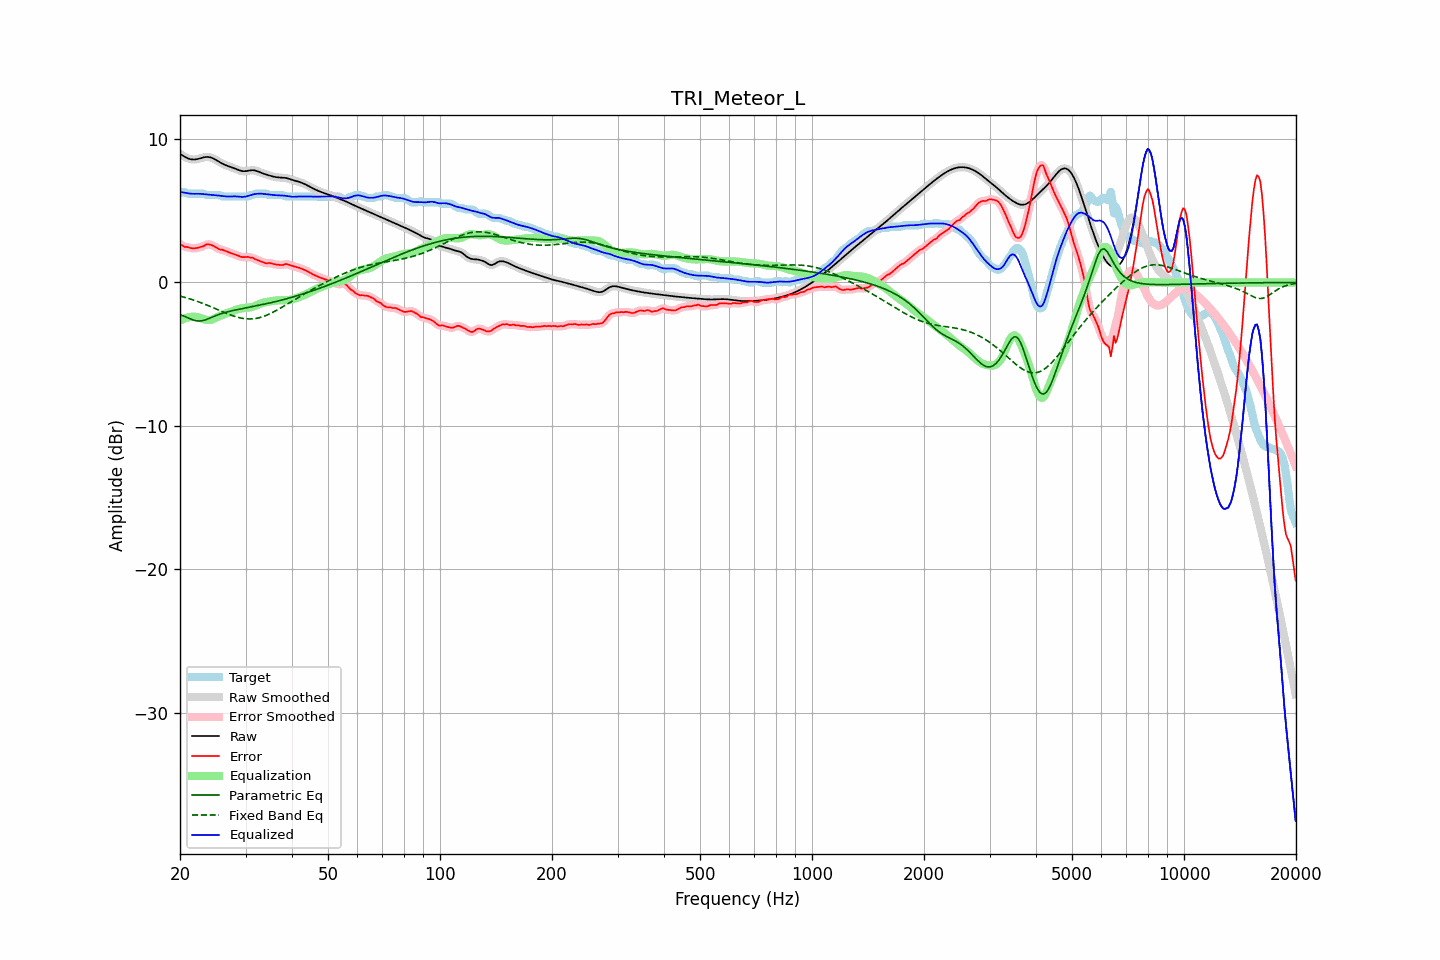 TRI_Meteor_L
10
0
−10
−20
−30
Amplitude (dBr)
Target
Raw Smoothed
Error Smoothed
Raw
Error
Equalization
Parametric Eq
Fixed Band Eq
Equalized
20 50 100 200 500 1000 2000 5000 10000 20000
Frequency (Hz)